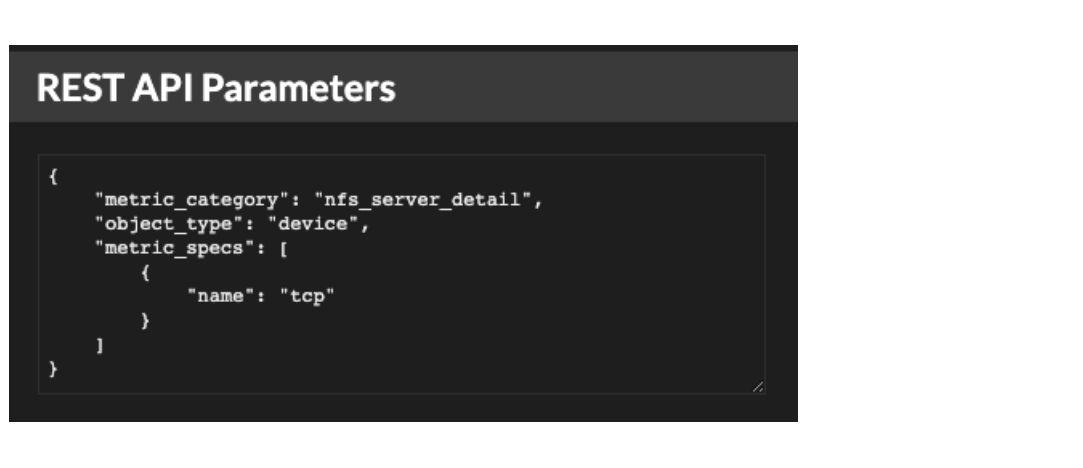 REST API Parameters
{
    "metric_category": "nfs_server_detail",
    "object_type": "device",
    "metric_specs": [
        {
            "name": "tcp"
        }
    ]
}